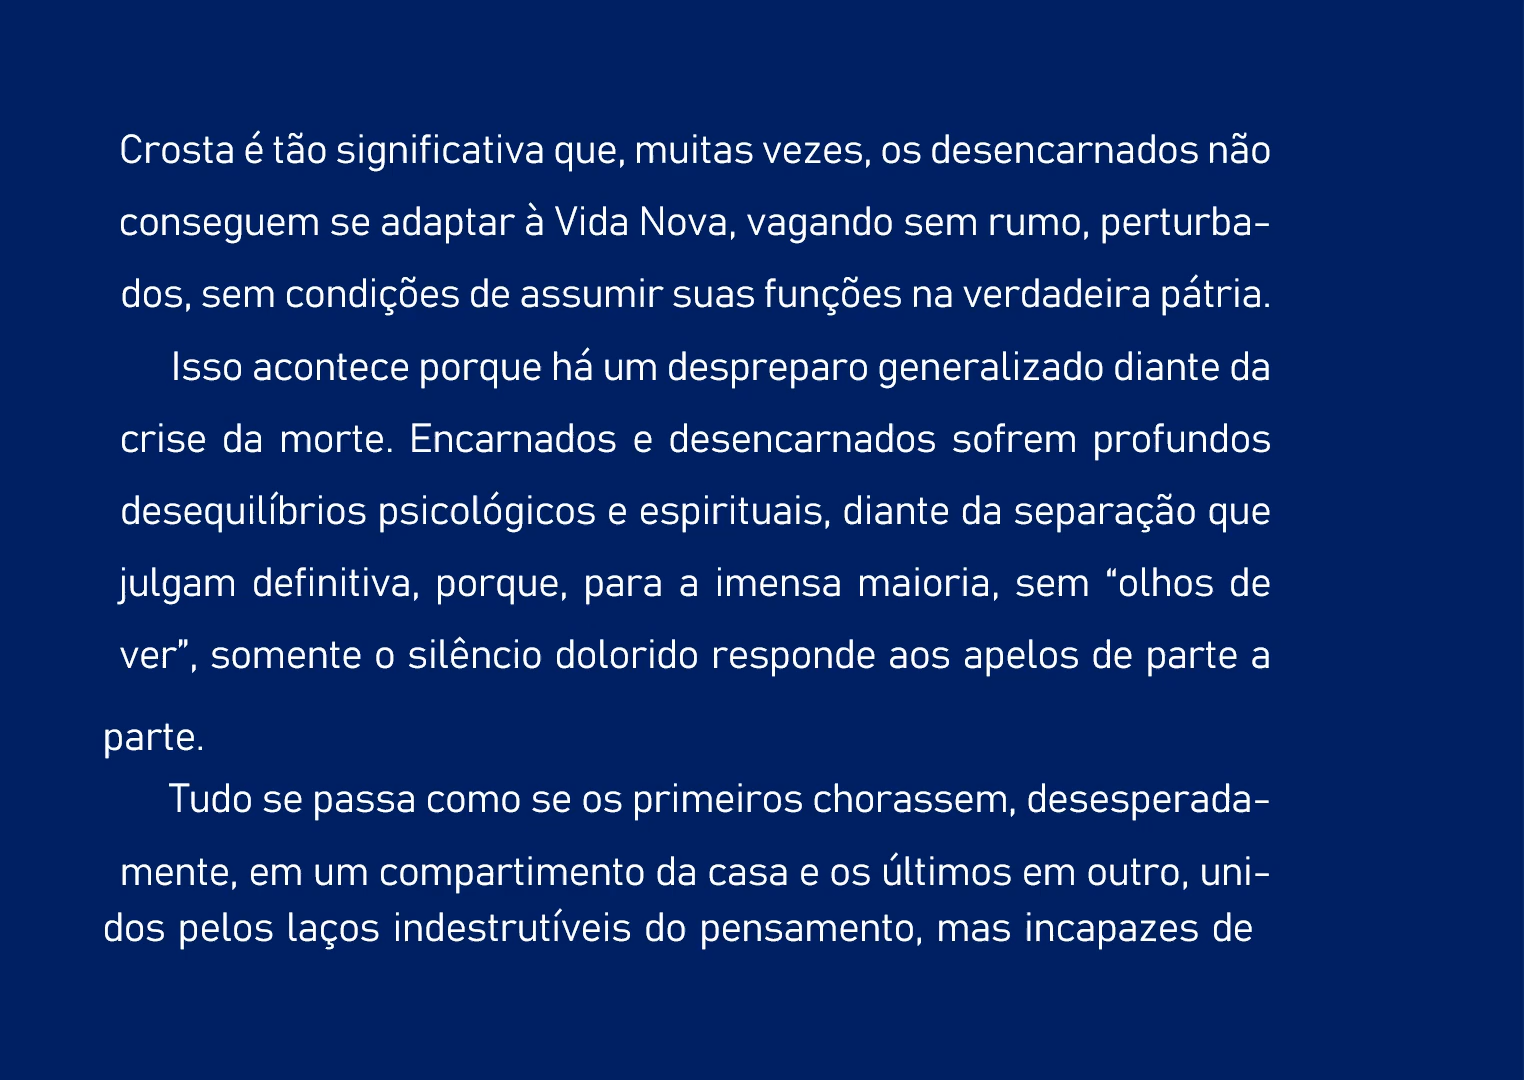 Crosta é tão significativa que, muitas vezes, os desencarnados não
conseguem se adaptar à Vida Nova, vagando sem rumo, perturba-
dos, sem condições de assumir suas funções na verdadeira pátria.
Isso acontece porque há um despreparo generalizado diante da
crise da morte. Encarnados e desencarnados sofrem profundos
desequilíbrios psicológicos e espirituais, diante da separação que
julgam definitiva, porque, para a imensa maioria, sem “olhos de
ver”, somente o silêncio dolorido responde aos apelos de parte a
parte.
Tudo se passa como se os primeiros chorassem, desesperada-
mente, em um compartimento da casa e os últimos em outro, uni-
dos pelos laços indestrutíveis do pensamento, mas incapazes de